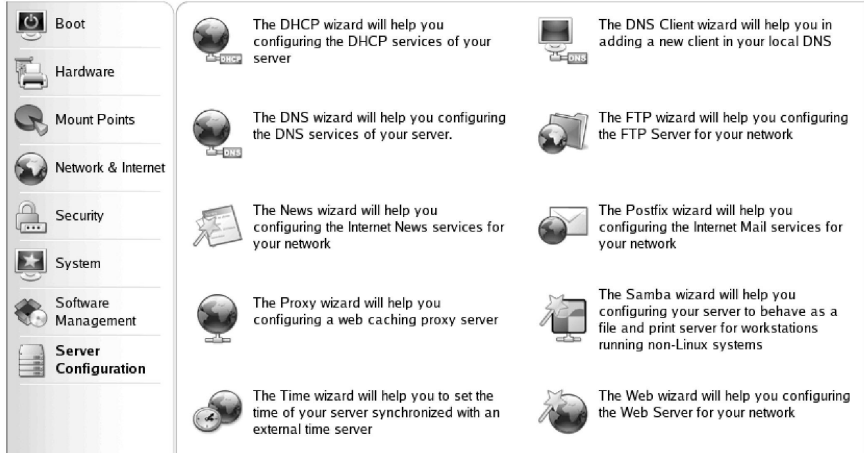 Boot
Hardware
Mount Points
Network & Internet
Security
System
Software
Management
Server
Configuration
The DHCP wizard will help you
configuring the DHCP services of your
server
DHCP
The DNS Client wizard will help you in
adding a new client in your local DNS
DNS
The DNS wizard will help you configuring
the DNS services of your server.
DNS
The FTP wizard will help you configuring
the FTP Server for your network
The News wizard will help you
configuring the Internet News services for
your network
The Postfix wizard will help you
configuring the Internet Mail services for
your network
The Proxy wizard will help you
configuring a web caching proxy server
The Samba wizard will help you
configuring your server to behave as a
file and print server for workstations
running non-Linux systems
The Time wizard will help you to set the
time of your server synchronized with an
external time server
The Web wizard will help you configuring
the Web Server for your network